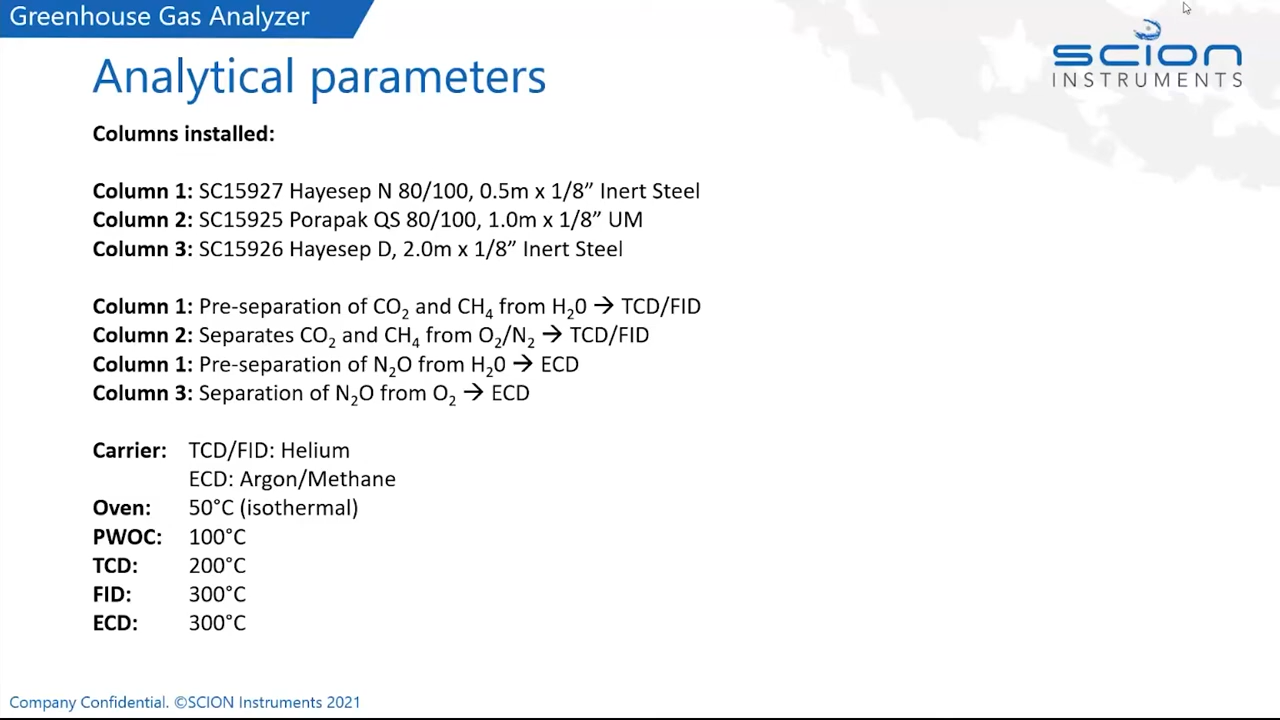 Greenhouse Gas Analyzer
scion
INSTRUMENTS
Analytical parameters
Columns installed:
Column 1: SC15927 Hayesep N 80/100, 0.5m x 1/8” Inert Steel
Column 2: SC15925 Porapak QS 80/100, 1.0m x 1/8” UM
Column 3: SC15926 Hayesep D, 2.0m x 1/8” Inert Steel
Column 1: Pre-separation of CO₂ and CH₄ from H₂0 → TCD/FID
Column 2: Separates CO₂ and CH₄ from O₂/N₂ → TCD/FID
Column 1: Pre-separation of N₂O from H₂0 → ECD
Column 3: Separation of N₂O from O₂ → ECD
Carrier: TCD/FID: Helium
ECD: Argon/Methane
Oven: 50°C (isothermal)
PWOC: 100°C
TCD: 200°C
FID: 300°C
ECD: 300°C
Company Confidential. ©SCION Instruments 2021